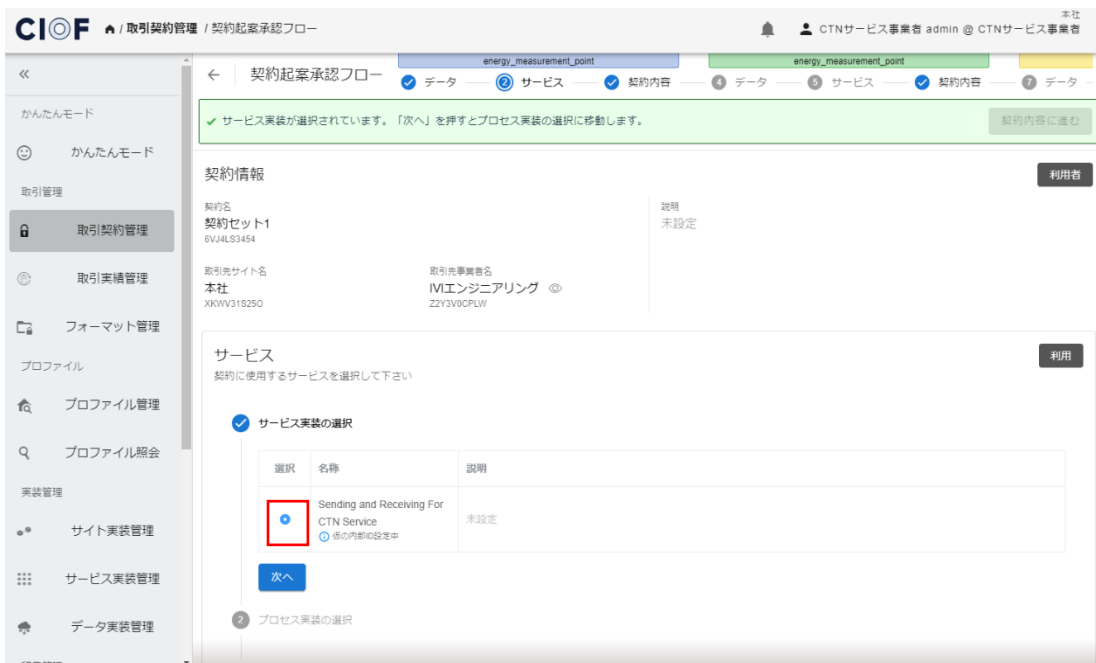 CIOF
/ 取引契約管理 / 契約起案承認フロー
本社
CTNサービス事業者 admin @ CTNサービス事業者
かんたんモード
かんたんモード
取引管理
取引契約管理
取引実績管理
フォーマット管理
プロファイル
プロファイル管理
プロファイル照会
実装管理
サイト実装管理
サービス実装管理
データ実装管理
契約起案承認フロー
energy_measurement_point
データ
2 サービス
契約内容
energy_measurement_point
4 データ
5 サービス
契約内容
7 データ
サービス実装が選択されています。「次へ」を押すとプロセス実装の選択に移動します。
契約内容に進む
契約情報
利用者
契約名
契約セット1
6VJ4LS3454
説明
未設定
取引先サイト名
本社
XKWV31S25O
取引先事業者名
IVIエンジニアリング
Z2Y3V0CPLW
サービス
利用
契約に使用するサービスを選択して下さい
サービス実装の選択
選択 名称 説明
Sending and Receiving For
CTN Service
仮の内部ID設定中
未設定
次へ
2 プロセス実装の選択